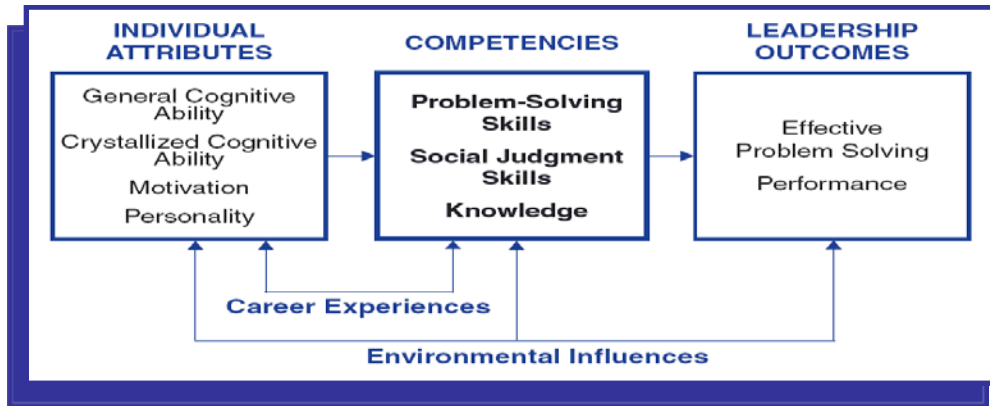 INDIVIDUAL
ATTRIBUTES
General Cognitive
Ability
Crystallized Cognitive
Ability
Motivation
Personality
COMPETENCIES
Problem-Solving
Skills
Social Judgment
Skills
Knowledge
LEADERSHIP
OUTCOMES
Effective
Problem Solving
Performance
Career Experiences
Environmental Influences